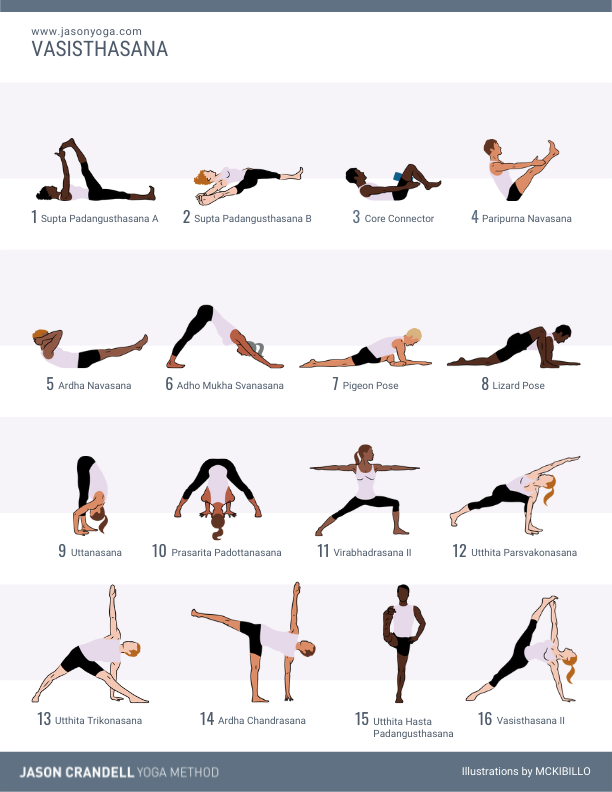 www.jasonyoga.com
VASISTHASANA
1 Supta Padangusthasana A
2 Supta Padangusthasana B
3 Core Connector
4 Paripurna Navasana
5 Ardha Navasana
6 Adho Mukha Svanasana
7 Pigeon Pose
8 Lizard Pose
9 Uttanasana
10 Prasarita Padottanasana
11 Virabhadrasana II
12 Utthita Parsvakonasana
13 Utthita Trikonasana
14 Ardha Chandrasana
15 Utthita Hasta
Padangusthasana
16 Vasisthasana II
JASON CRANDELL YOGA METHOD
Illustrations by MCKIBILLO